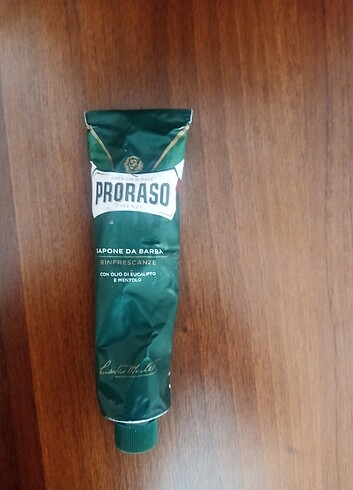 PRORASO
FIRENZE
SAPONE DA BARBA
RINFRESCANTE
CON OLIO DI EUCALIPTO
E MENTOLO